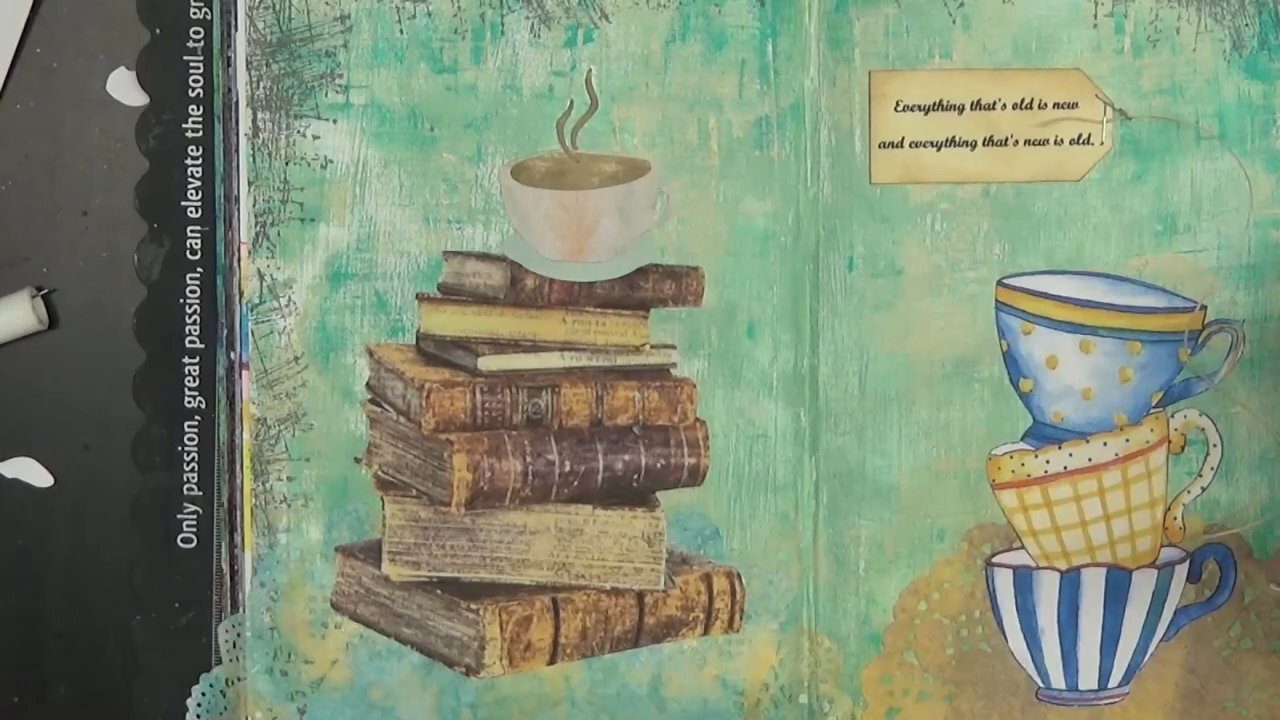 Only passion, great passion, can elevate the soul to
Everything that's old is new
and everything that's new is old.